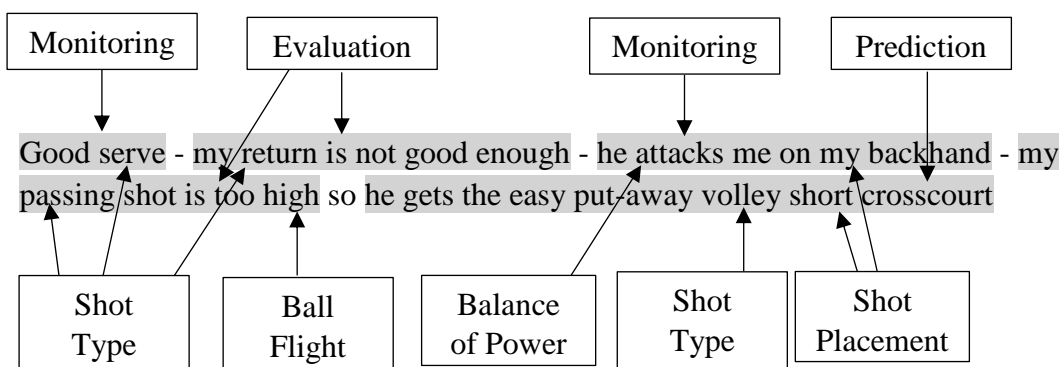 Monitoring Evaluation Monitoring Prediction
Good serve - my return is not good enough - he attacks me on my backhand - my
passing shot is too high so he gets the easy put-away volley short crosscourt
Shot Type
Ball Flight
Balance of Power
Shot Type
Shot Placement